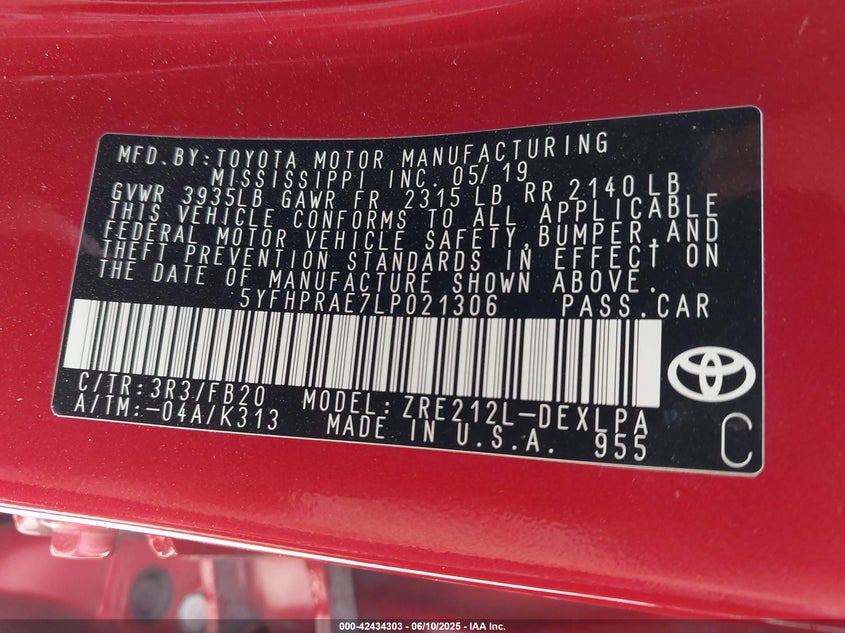 MFD.BY:TOYOTA MOTOR MANUFACTURING
MISSISSIPPI INC. 05/19
GVWR 3935LB GAWR FR 2315 LB RR 2140 LB
THIS VEHICLE CONFORMS TO ALL APPLICABLE
FEDERAL MOTOR VEHICLE SAFETY,BUMPER,AND
THEFT PREVENTION STANDARDS IN EFFECT ON
THE DATE OF MANUFACTURE SHOWN ABOVE.
5YFHPRAE7LP021306 PASS.CAR
C/TR:3R3/FB20 MODEL:ZRE212L-DEXLPA
A/TM:-04A/K313 MADE IN U.S.A. 955 C
000-42434303 - 06/10/2025 - IAA Inc.